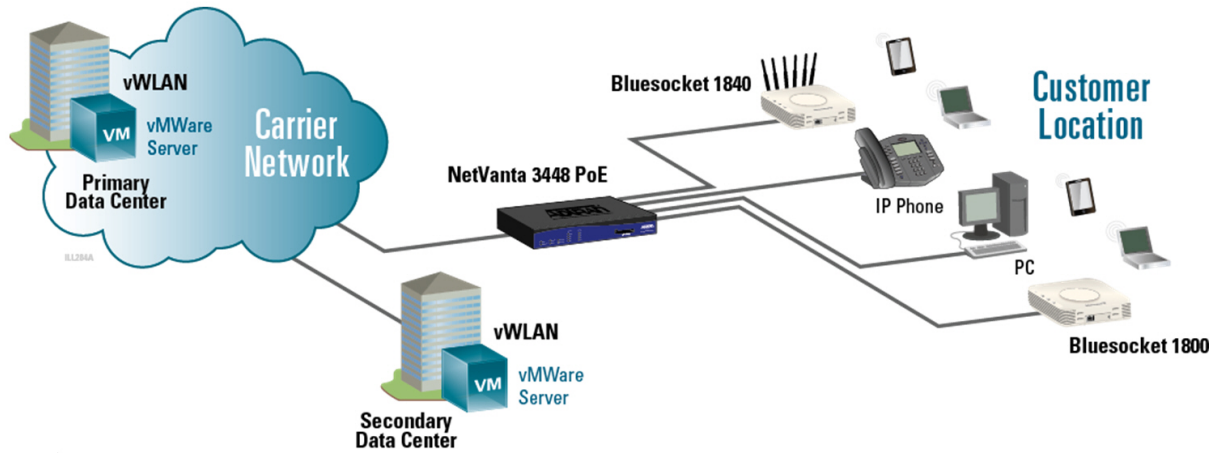 vWLAN
VM
vMWare
Server
Primary
Data Center
Carrier
Network
ILL284A
NetVanta 3448 PoE
Bluesocket 1840
Customer
Location
IP Phone
PC
Bluesocket 1800
vWLAN
VM
vMWare
Server
Secondary
Data Center